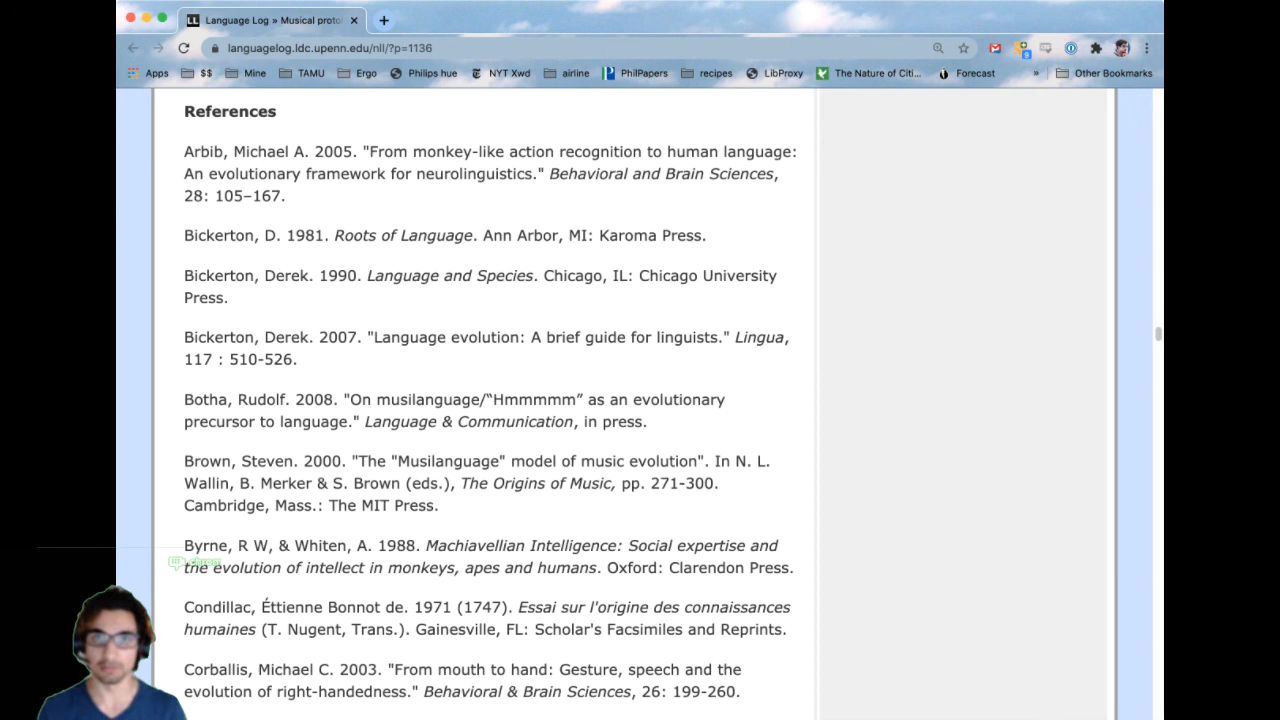 Language Log » Musical proto
languagelog.ldc.upenn.edu/nll/?p=1136
Apps $$ Mine TAMU Ergo Philips hue NYT Xwd airline PhilPapers recipes LibProxy The Nature of Citi... Forecast » Other Bookmarks
References
Arbib, Michael A. 2005. "From monkey-like action recognition to human language:
An evolutionary framework for neurolinguistics." Behavioral and Brain Sciences,
28: 105–167.
Bickerton, D. 1981. Roots of Language. Ann Arbor, MI: Karoma Press.
Bickerton, Derek. 1990. Language and Species. Chicago, IL: Chicago University
Press.
Bickerton, Derek. 2007. "Language evolution: A brief guide for linguists." Lingua,
117 : 510-526.
Botha, Rudolf. 2008. "On musilanguage/“Hmmmmm” as an evolutionary
precursor to language." Language & Communication, in press.
Brown, Steven. 2000. "The "Musilanguage" model of music evolution". In N. L.
Wallin, B. Merker & S. Brown (eds.), The Origins of Music, pp. 271-300.
Cambridge, Mass.: The MIT Press.
Byrne, R W, & Whiten, A. 1988. Machiavellian Intelligence: Social expertise and
the evolution of intellect in monkeys, apes and humans. Oxford: Clarendon Press.
Condillac, Éttienne Bonnot de. 1971 (1747). Essai sur l'origine des connaissances
humaines (T. Nugent, Trans.). Gainesville, FL: Scholar's Facsimiles and Reprints.
Corballis, Michael C. 2003. "From mouth to hand: Gesture, speech and the
evolution of right-handedness." Behavioral & Brain Sciences, 26: 199-260.